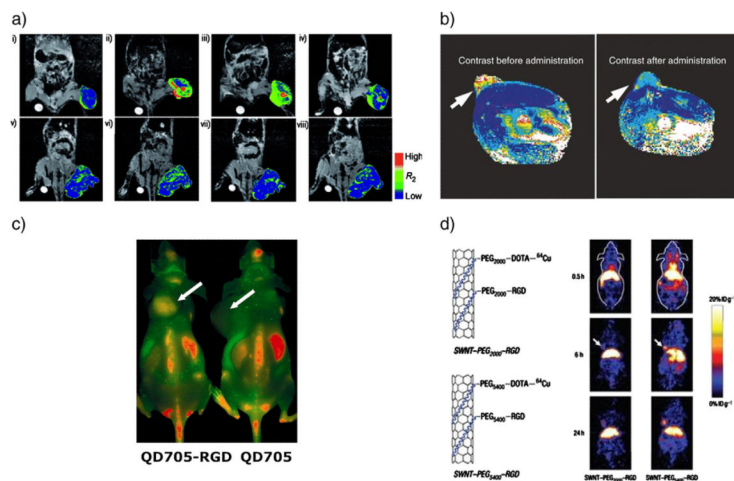 a)
i)
ii)
iii)
iv)
v)
vi)
vii)
viii)
High
R2
Low
b)
Contrast before administration
Contrast after administration
c)
QD705-RGD QD705
d)
PEG2000–DOTA–64Cu
PEG2000–RGD
SWNT–PEG2000–RGD
PEG5400–DOTA–64Cu
PEG5400–RGD
SWNT–PEG5400–RGD
0.5 h
6 h
24 h
20%ID g−1
0%ID g−1
SWNT–PEG2000–RGD
SWNT–PEG5400–RGD